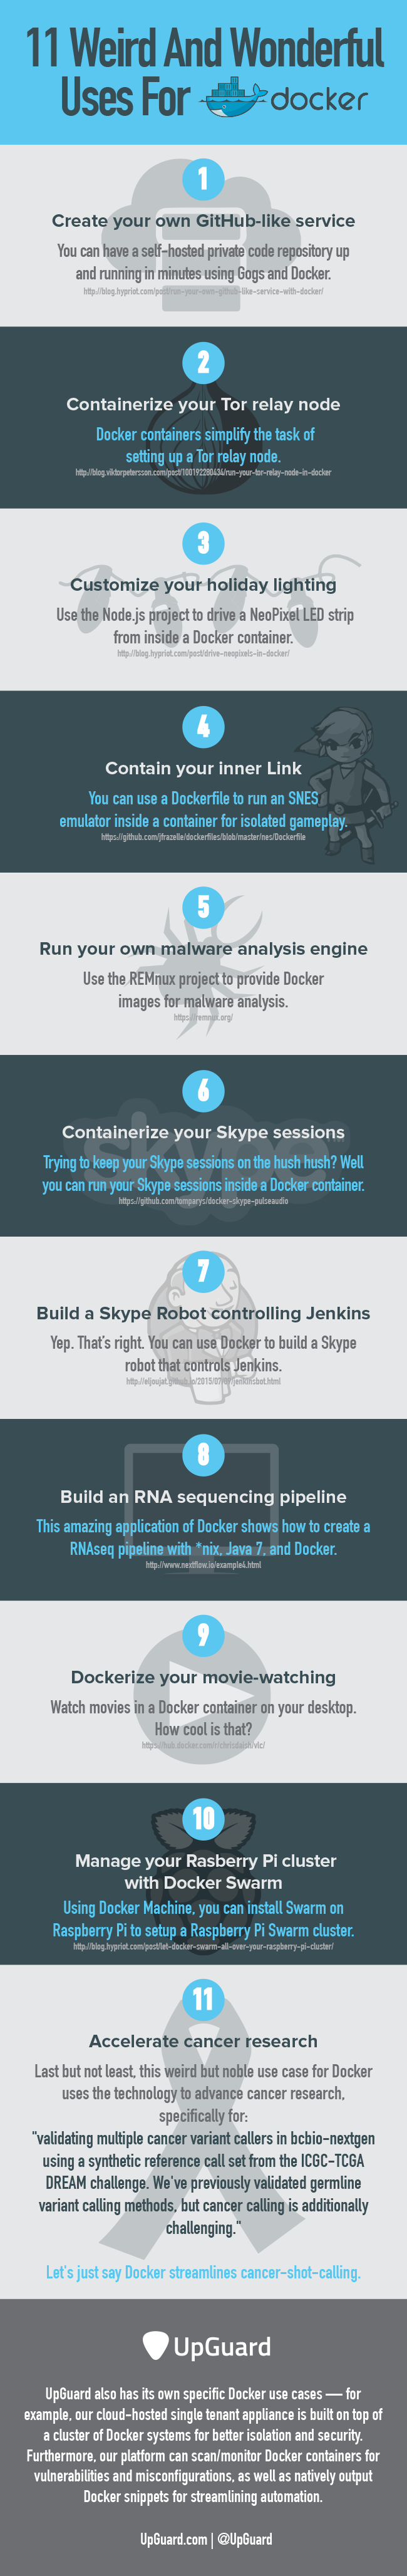 11 Weird And Wonderful
Uses For docker
1
Create your own GitHub-like service
You can have a self-hosted private code repository up
and running in minutes using Gogs and Docker.
http://blog.hypriot.com/post/run-your-own-github-like-service-with-docker/
2
Containerize your Tor relay node
Docker containers simplify the task of
setting up a Tor relay node.
http://blog.viktorpetersson.com/post/100192280434/run-your-tor-relay-node-in-docker
3
Customize your holiday lighting
Use the Node.js project to drive a NeoPixel LED strip
from inside a Docker container.
http://blog.hypriot.com/post/drive-neopixels-in-docker/
4
Contain your inner Link
You can use a Dockerfile to run an SNES
emulator inside a container for isolated gameplay.
https://github.com/jfrazelle/dockerfiles/blob/master/nes/Dockerfile
5
Run your own malware analysis engine
Use the REMnux project to provide Docker
images for malware analysis.
https://remnux.org/
6
skype
Containerize your Skype sessions
Trying to keep your Skype sessions on the hush hush? Well
you can run your Skype sessions inside a Docker container.
https://github.com/tomparys/docker-skype-pulseaudio
7
Build a Skype Robot controlling Jenkins
Yep. That's right. You can use Docker to build a Skype
robot that controls Jenkins.
8
Build an RNA sequencing pipeline
This amazing application of Docker shows how to create a
RNAseq pipeline with *nix, Java 7, and Docker.
http://www.nextflow.io/example4.html
9
Dockerize your movie-watching
Watch movies in a Docker container on your desktop.
How cool is that?
10
Manage your Rasberry Pi cluster
with Docker Swarm
Using Docker Machine, you can install Swarm on
Raspberry Pi to setup a Raspberry Pi Swarm cluster.
http://blog.hypriot.com/post/let-docker-swarm-all-over-your-raspberry-pi-cluster/
11
Accelerate cancer research
Last but not least, this weird but noble use case for Docker
uses the technology to advance cancer research,
specifically for:
"validating multiple cancer variant callers in bcbio-nextgen
using a synthetic reference call set from the ICGC-TCGA
DREAM challenge. We've previously validated germline
variant calling methods, but cancer calling is additionally
challenging."
Let's just say Docker streamlines cancer-shot-calling.
UpGuard
UpGuard also has its own specific Docker use cases — for
example, our cloud-hosted single tenant appliance is built on top of
a cluster of Docker systems for better isolation and security.
Furthermore, our platform can scan/monitor Docker containers for
vulnerabilities and misconfigurations, as well as natively output
Docker snippets for streamlining automation.
UpGuard.com | @UpGuard